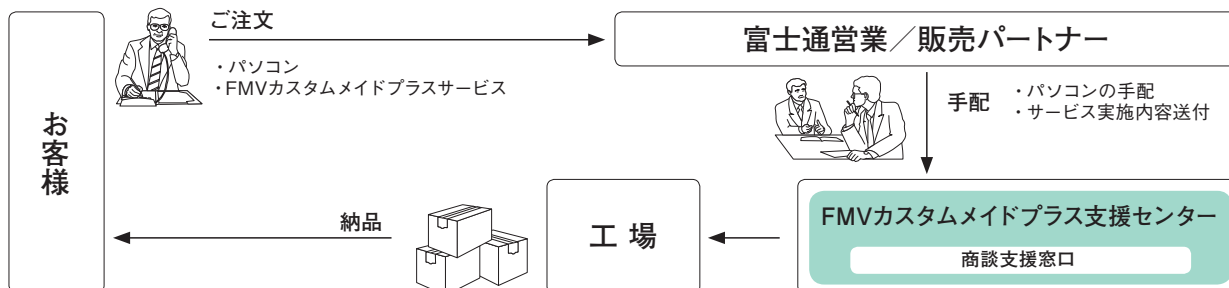 ご注文
・パソコン
・FMVカスタムメイドプラスサービス
富士通営業／販売パートナー
手配
・パソコンの手配
・サービス実施内容送付
お客様
納品
工 場
FMVカスタムメイドプラス支援センター
商談支援窓口